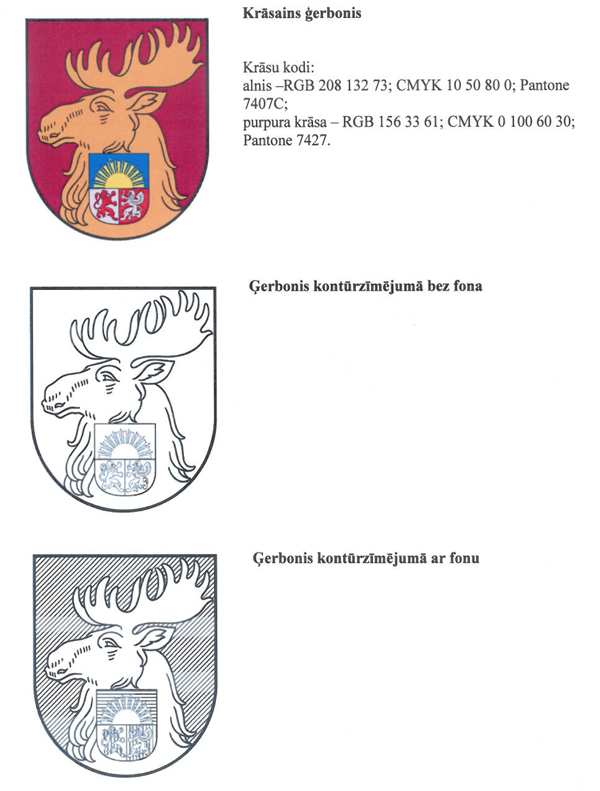 Krāsains ģerbonis
Krāsu kodi:
alnis –RGB 208 132 73; CMYK 10 50 80 0; Pantone
7407C;
purpura krāsa – RGB 156 33 61; CMYK 0 100 60 30;
Pantone 7427.
Ģerbonis kontūrzīmējumā bez fona
Ģerbonis kontūrzīmējumā ar fonu